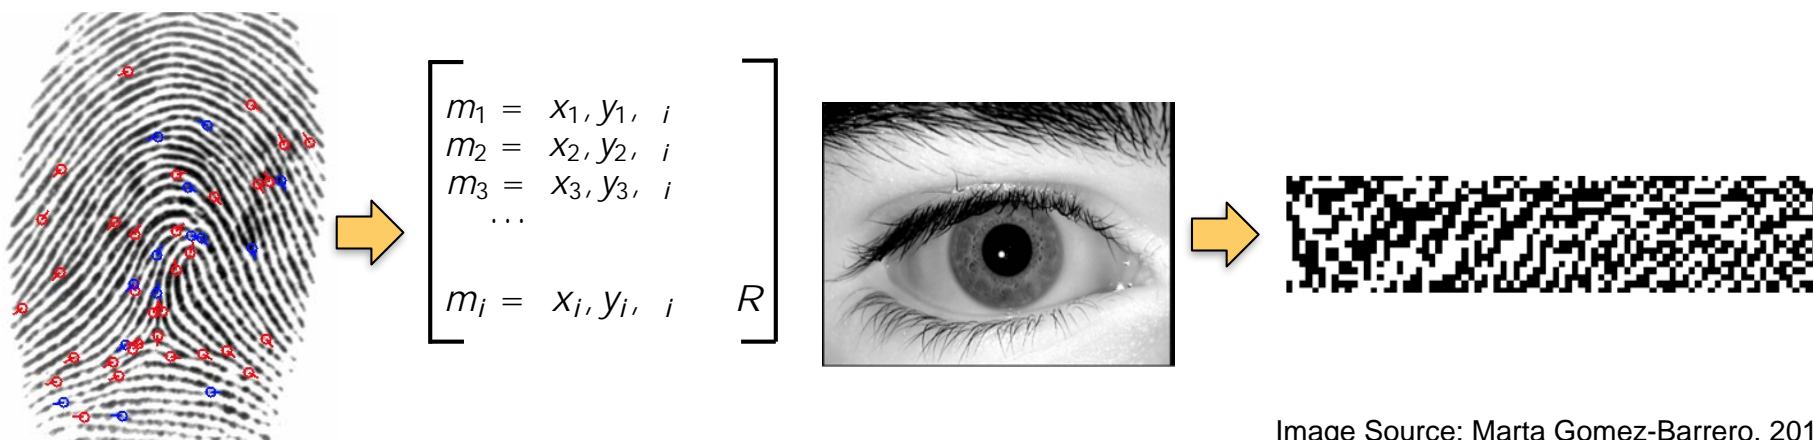 m1 = x1, y1, i
m2 = x2, y2, i
m3 = x3, y3, i
...
mi = xi, yi, i R
Image Source: Marta Gomez-Barrero, 201